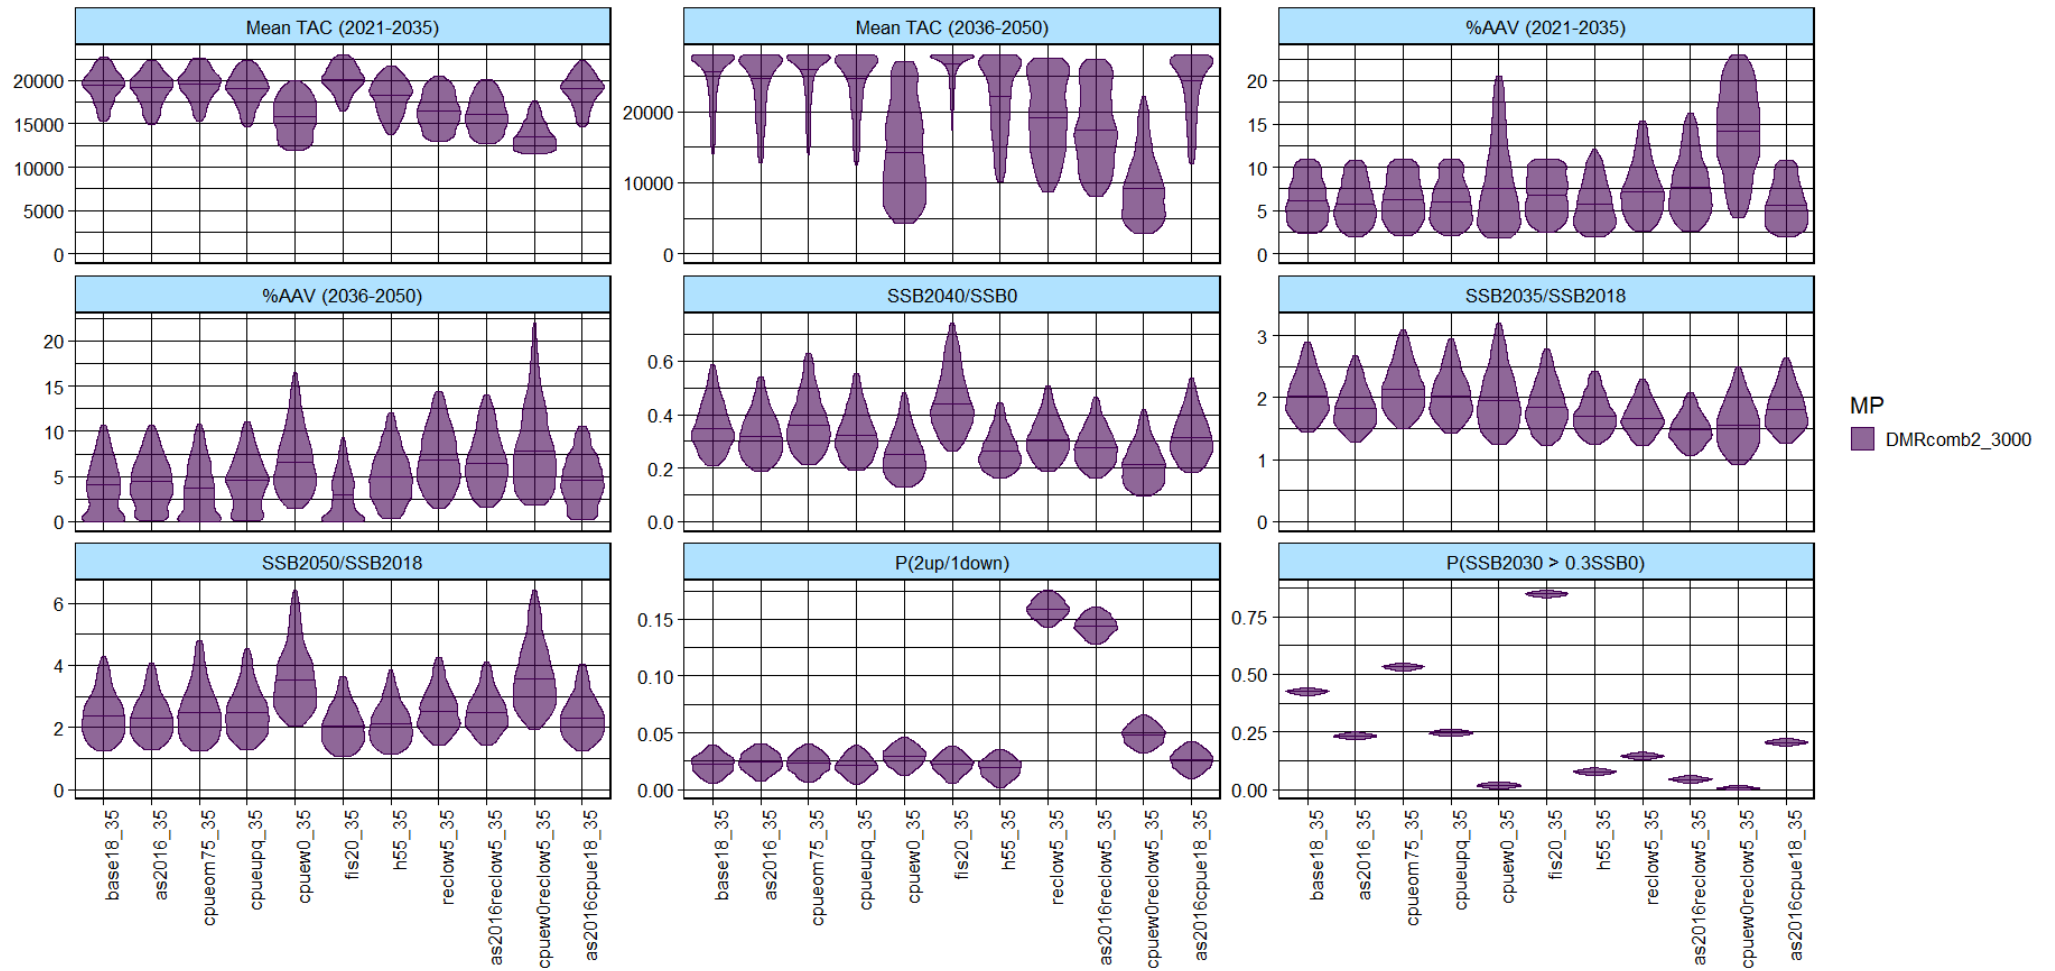 Mean TAC (2021-2035)
Mean TAC (2036-2050)
%AAV (2021-2035)
20000
15000
10000
5000
0
20000
10000
0
20
15
10
5
0
%AAV (2036-2050)
SSB2040/SSB0
SSB2035/SSB2018
20
15
10
5
0
0.6
0.4
0.2
0.0
3
2
1
0
MP
DMRcomb2_3000
SSB2050/SSB2018
P(2up/1down)
P(SSB2030 > 0.3SSB0)
6
4
2
0
0.15
0.10
0.05
0.00
0.75
0.50
0.25
0.00
base18_35
as2016_35
cpueom75_35
cpueupq_35
cpuew0_35
fis20_35
h55_35
reclow5_35
as2016reclow5_35
cpuew0reclow5_35
as2016cpue18_35
base18_35
as2016_35
cpueom75_35
cpueupq_35
cpuew0_35
fis20_35
h55_35
reclow5_35
as2016reclow5_35
cpuew0reclow5_35
as2016cpue18_35
base18_35
as2016_35
cpueom75_35
cpueupq_35
cpuew0_35
fis20_35
h55_35
reclow5_35
as2016reclow5_35
cpuew0reclow5_35
as2016cpue18_35